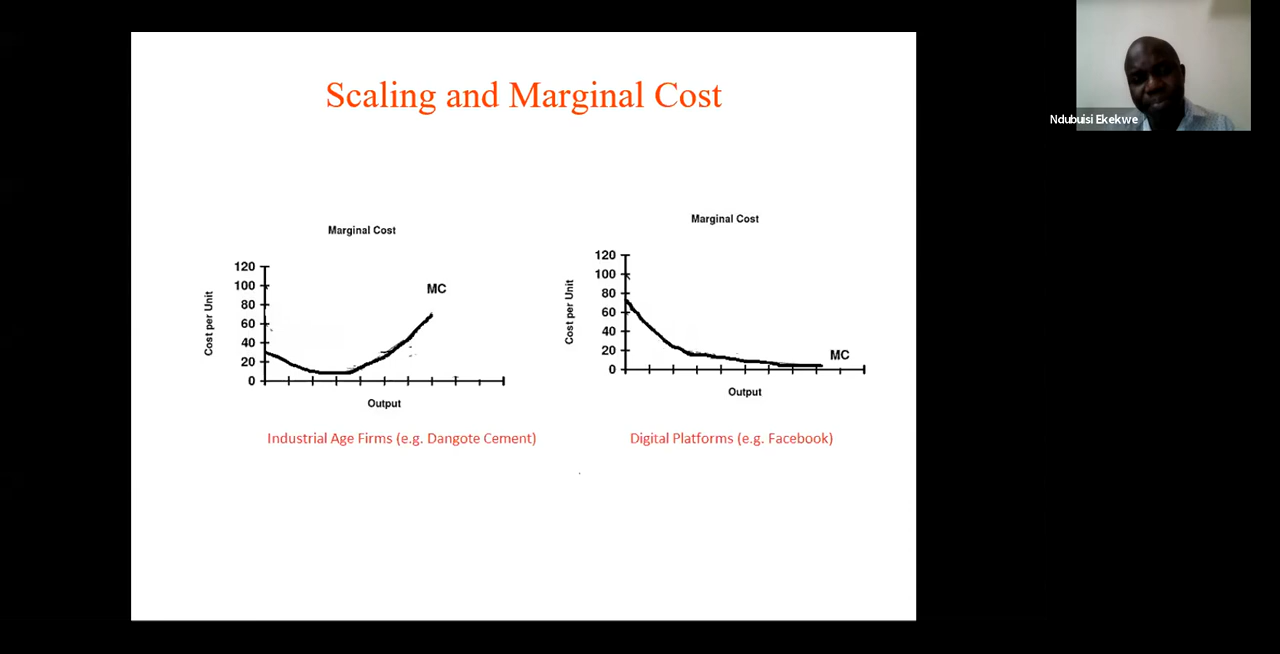 Scaling and Marginal Cost
Ndubuisi Ekekwe
Marginal Cost
120
100
80
60
40
20
0
Cost per Unit
MC
Output
Industrial Age Firms (e.g. Dangote Cement)
Marginal Cost
120
100
80
60
40
20
0
Cost per Unit
MC
Output
Digital Platforms (e.g. Facebook)